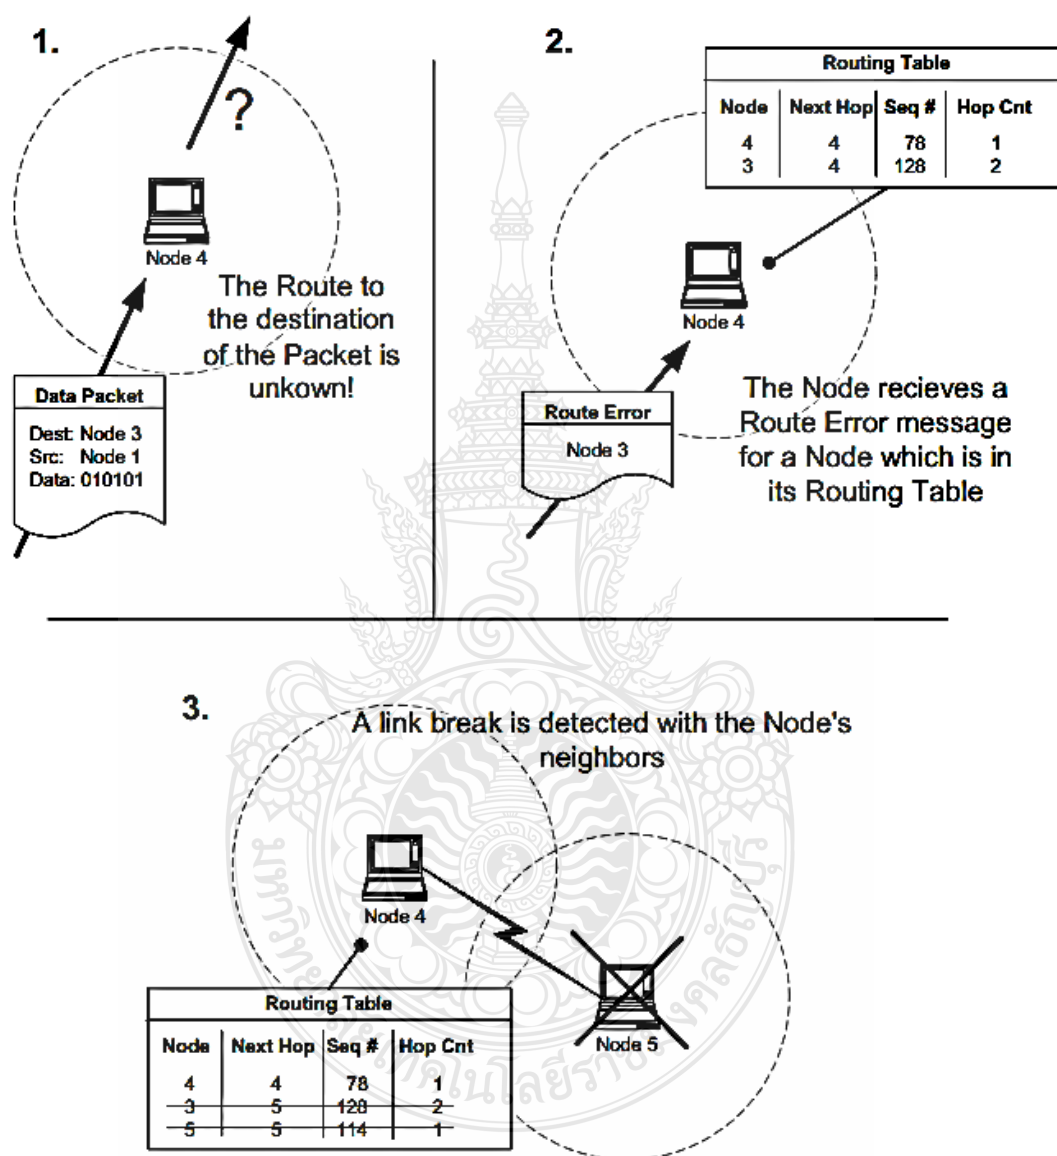 1.
?
Node 4
The Route to
the destination
of the Packet is
unkown!
Data Packet
Dest: Node 3
Src: Node 1
Data: 010101
2.
Routing Table
Node Next Hop Seq # Hop Cnt
4 4 78 1
3 4 128 2
Node 4
Route Error
Node 3
The Node recieves a
Route Error message
for a Node which is in
its Routing Table
3.
A link break is detected with the Node's
neighbors
Node 4
Node 5
Routing Table
Node Next Hop Seq # Hop Cnt
4 4 78 1
3 5 128 2
5 5 114 1